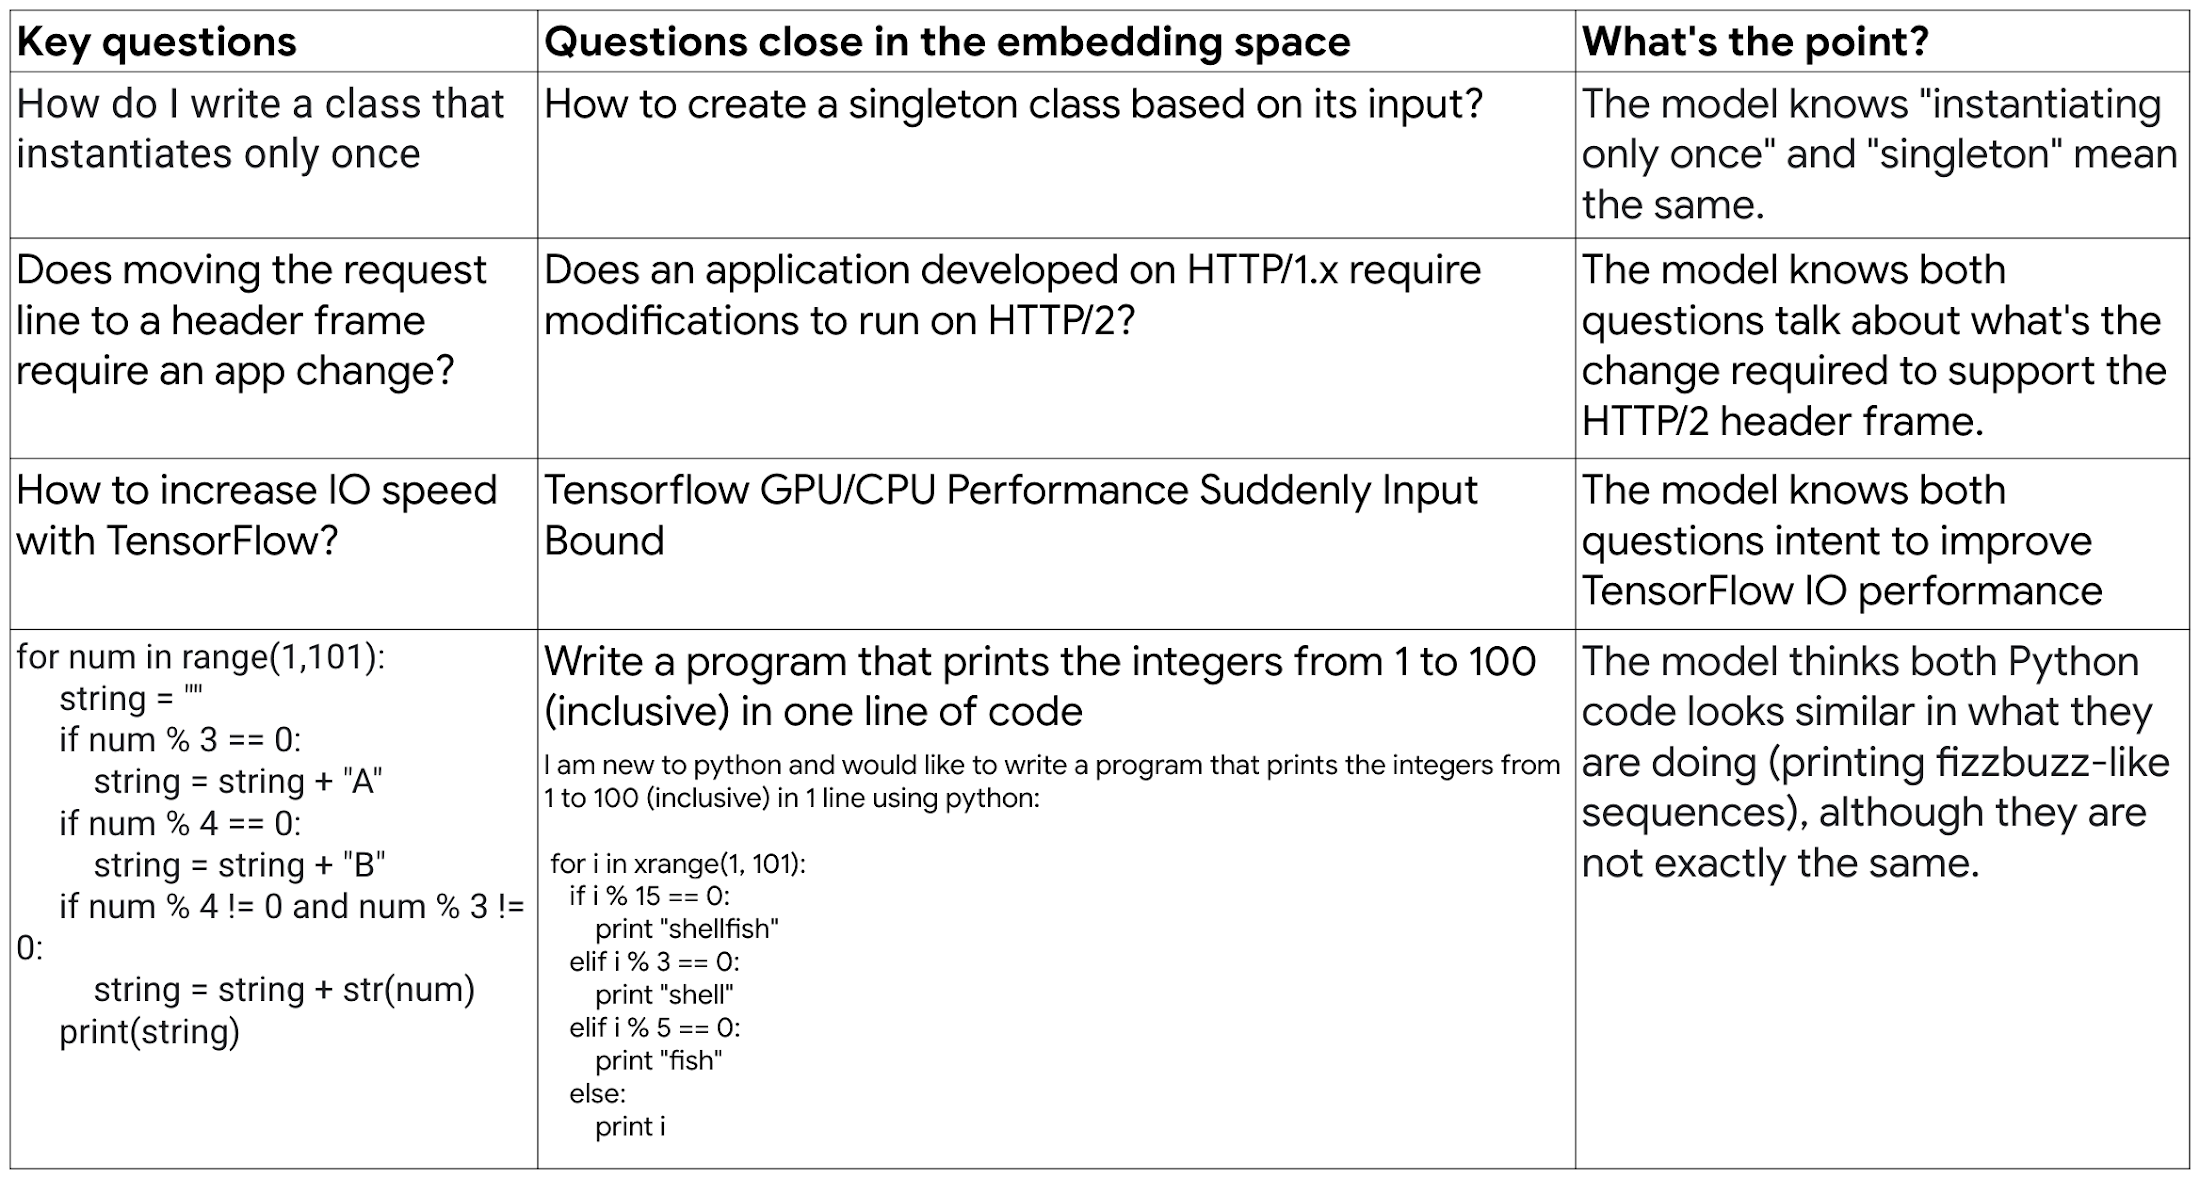 Key questions
Questions close in the embedding space
What's the point?
How do I write a class that
instantiates only once
How to create a singleton class based on its input?
The model knows "instantiating
only once" and "singleton" mean
the same.
Does moving the request
line to a header frame
require an app change?
Does an application developed on HTTP/1.x require
modifications to run on HTTP/2?
The model knows both
questions talk about what's the
change required to support the
HTTP/2 header frame.
How to increase IO speed
with TensorFlow?
Tensorflow GPU/CPU Performance Suddenly Input
Bound
The model knows both
questions intent to improve
TensorFlow IO performance
for num in range(1,101):
string = ""
if num % 3 == 0:
string = string + "A"
if num % 4 == 0:
string = string + "B"
if num % 4 != 0 and num % 3 !=
0:
string = string + str(num)
print(string)
Write a program that prints the integers from 1 to 100
(inclusive) in one line of code
I am new to python and would like to write a program that prints the integers from
1 to 100 (inclusive) in 1 line using python:
for i in xrange(1, 101):
if i % 15 == 0:
print "shellfish"
elif i % 3 == 0:
print "shell"
elif i % 5 == 0:
print "fish"
else:
print i
The model thinks both Python
code looks similar in what they
are doing (printing fizzbuzz-like
sequences), although they are
not exactly the same.